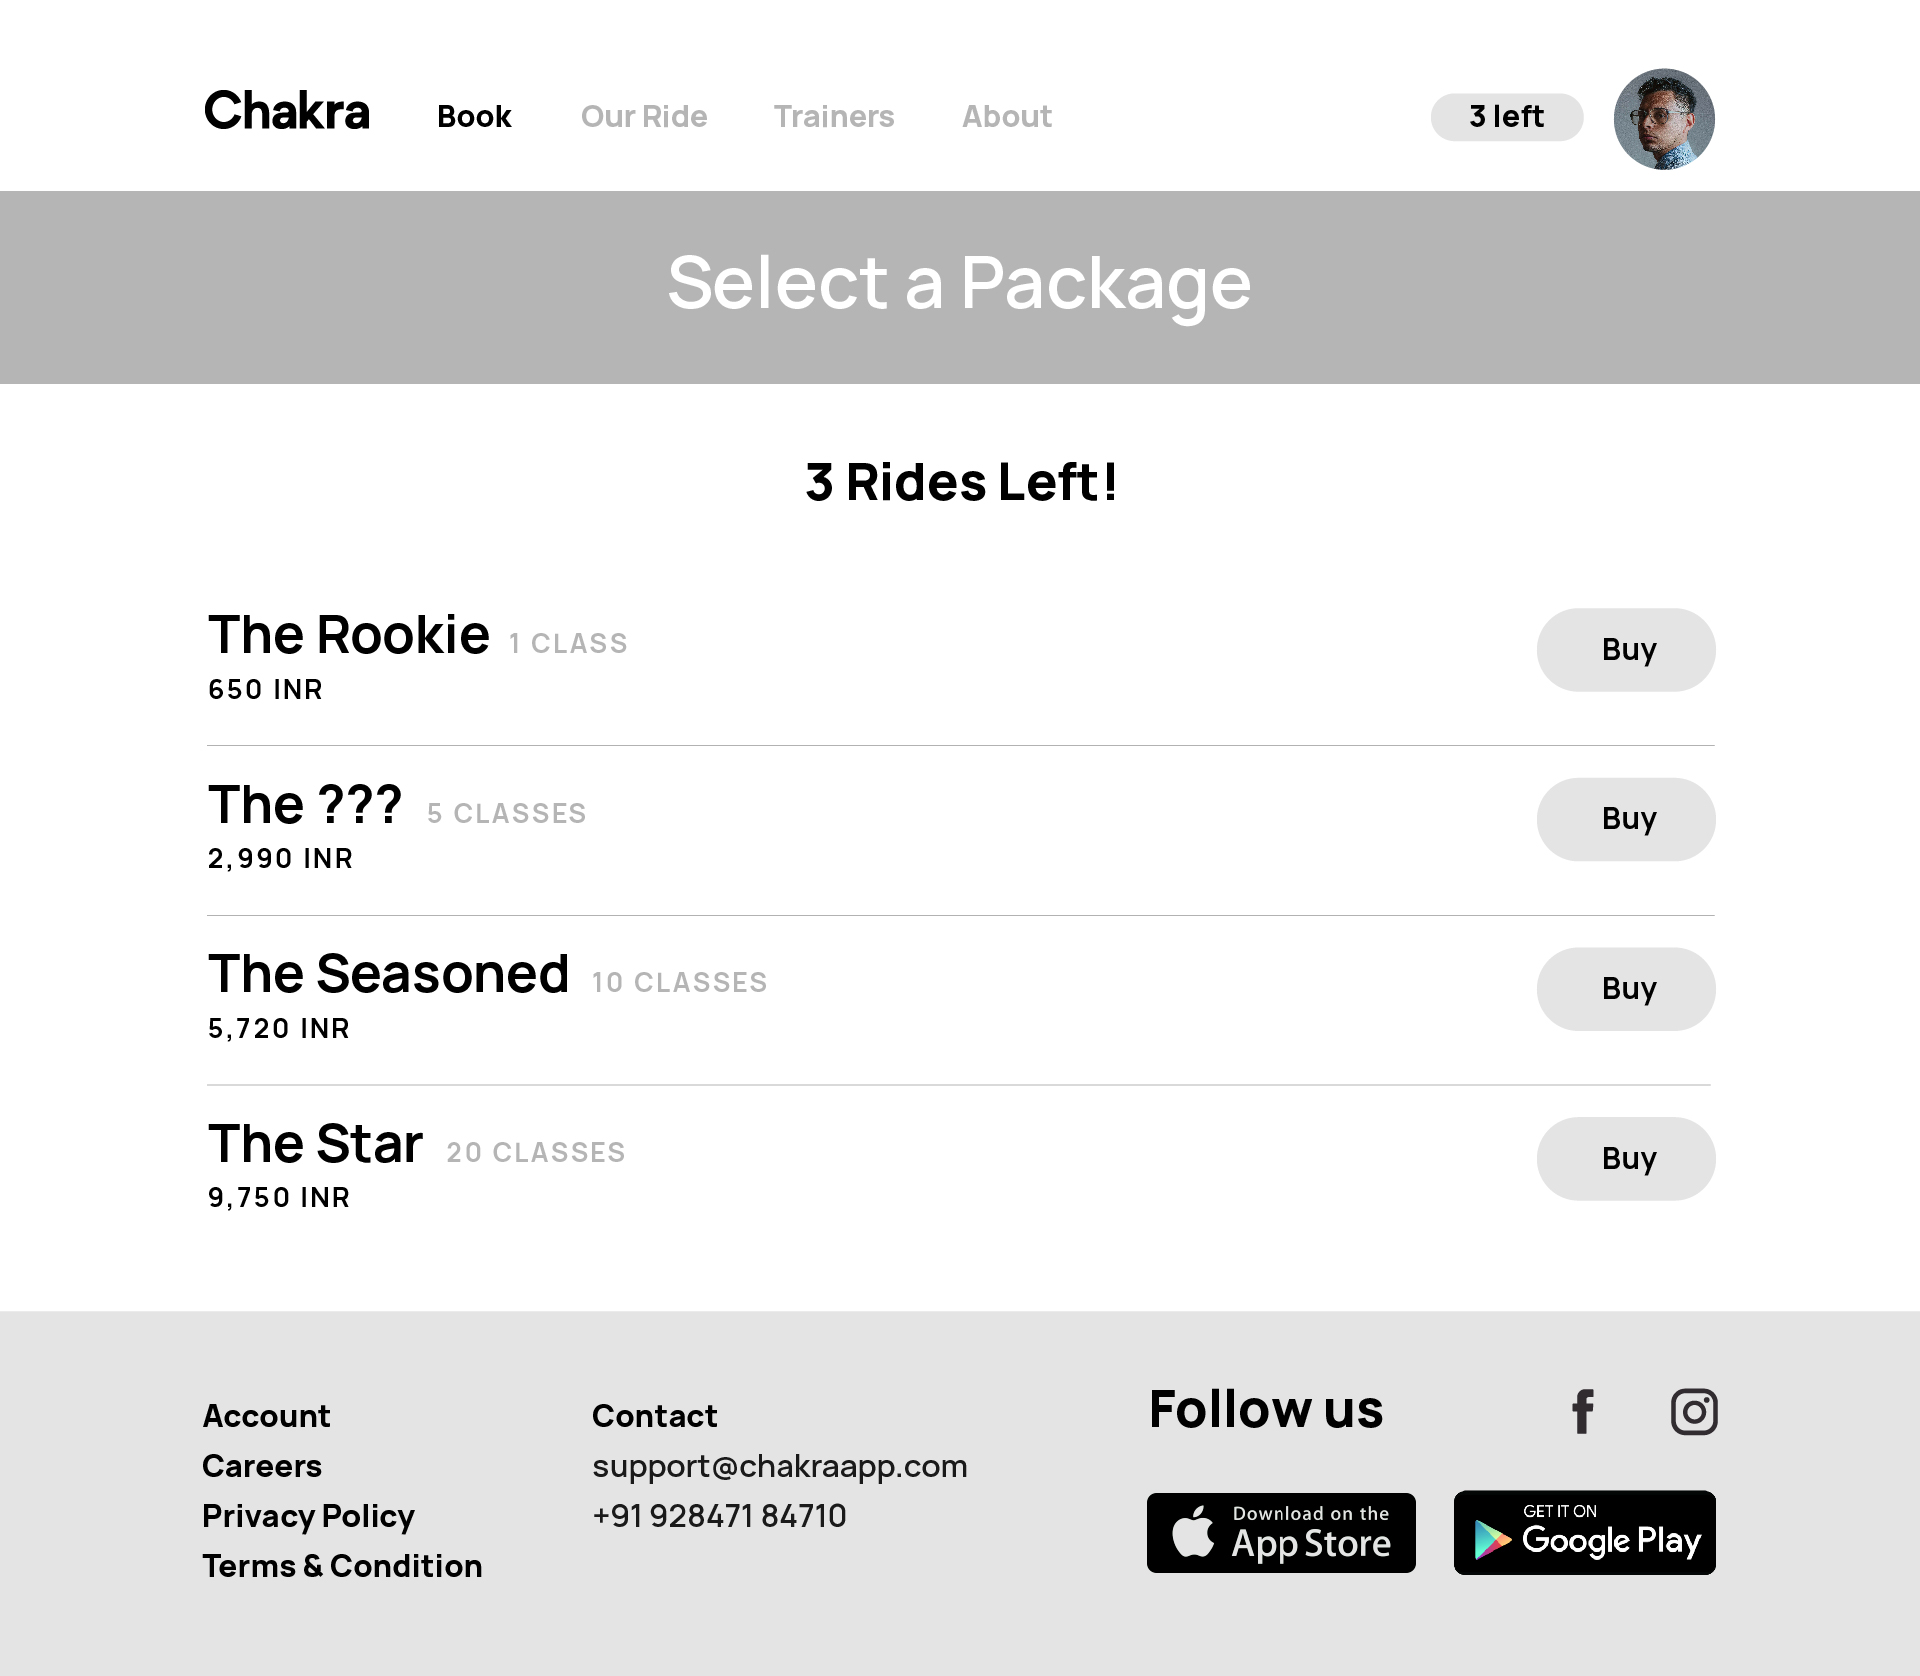 Chakra Book Our Ride Trainers About 3 left
Select a Package
3 Rides Left!
The Rookie 1 CLASS
650 INR
Buy
The ??? 5 CLASSES
2,990 INR
Buy
The Seasoned 10 CLASSES
5,720 INR
Buy
The Star 20 CLASSES
9,750 INR
Buy
Account
Careers
Privacy Policy
Terms & Condition
Contact
support@chakraapp.com
+91 928471 84710
Follow us
Download on the
App Store
GET IT ON
Google Play